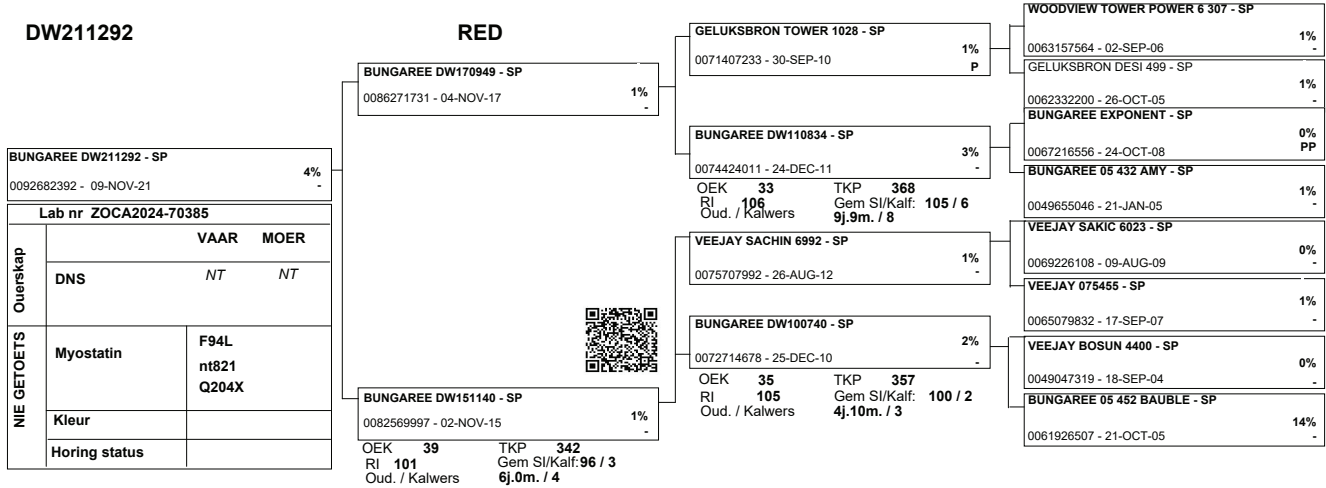 DW211292
RED
BUNGAREE DW211292 - SP
4%
0092682392 - 09-NOV-21
-
Lab nr ZOCA2024-70385
Ouerskap
VAAR MOER
DNS NT NT
NIE GETOETS
Myostatin
F94L
nt821
Q204X
Kleur
Horing status
BUNGAREE DW170949 - SP
1%
0086271731 - 04-NOV-17
-
BUNGAREE DW151140 - SP
1%
0082569997 - 02-NOV-15
-
OEK 39 TKP 342
RI 101 Gem SI/Kalf: 96 / 3
Oud. / Kalwers 6j.0m. / 4
GELUKSBRON TOWER 1028 - SP
1%
0071407233 - 30-SEP-10
P
BUNGAREE DW110834 - SP
3%
0074424011 - 24-DEC-11
-
OEK 33 TKP 368
RI 106 Gem SI/Kalf: 105 / 6
Oud. / Kalwers 9j.9m. / 8
VEEJAY SACHIN 6992 - SP
1%
0075707992 - 26-AUG-12
-
BUNGAREE DW100740 - SP
2%
0072714678 - 25-DEC-10
-
OEK 35 TKP 357
RI 105 Gem SI/Kalf: 100 / 2
Oud. / Kalwers 4j.10m. / 3
WOODVIEW TOWER POWER 6 307 - SP
1%
0063157564 - 02-SEP-06
-
GELUKSBRON DESI 499 - SP
1%
0062332200 - 26-OCT-05
-
BUNGAREE EXPONENT - SP
0%
0067216556 - 24-OCT-08
PP
BUNGAREE 05 432 AMY - SP
1%
0049655046 - 21-JAN-05
-
VEEJAY SAKIC 6023 - SP
0%
0069226108 - 09-AUG-09
-
VEEJAY 075455 - SP
1%
0065079832 - 17-SEP-07
-
VEEJAY BOSUN 4400 - SP
0%
0049047319 - 18-SEP-04
-
BUNGAREE 05 452 BAUBLE - SP
14%
0061926507 - 21-OCT-05
-